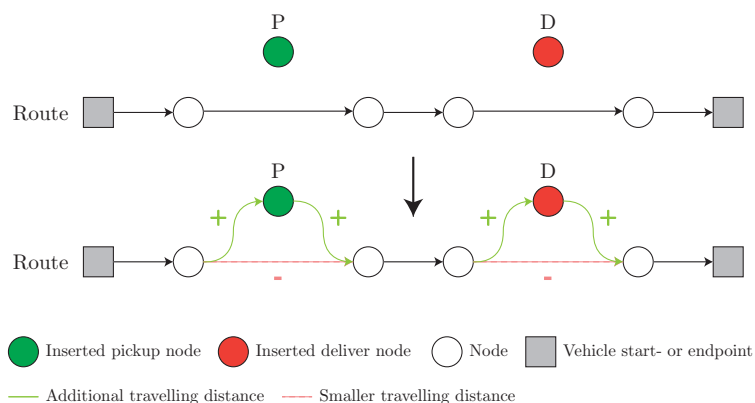 P D
Route
P D
+ + + +
Route
- -
Inserted pickup node Inserted deliver node Node Vehicle start- or endpoint
Additional travelling distance Smaller travelling distance